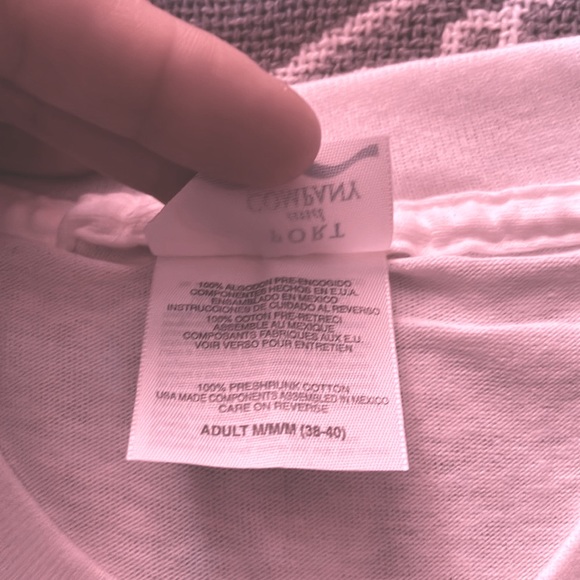 PORT
and
COMPANY
100% ALGODON PRE-ENCOGIDO
COMPONENTES HECHOS EN E.U.A.
ENSAMBLADO EN MEXICO
INSTRUCCIONES DE CUIDADO AL REVERSO
100% COTON PRE-RETRECI
ASSEMBLE AU MEXIQUE
COMPOSANTS FABRIQUES AUX E.U.
VOIR VERSO POUR ENTRETIEN
100% PRESHRUNK COTTON
USA MADE COMPONENTS ASSEMBLED IN MEXICO
CARE ON REVERSE
ADULT M/M/M (38-40)